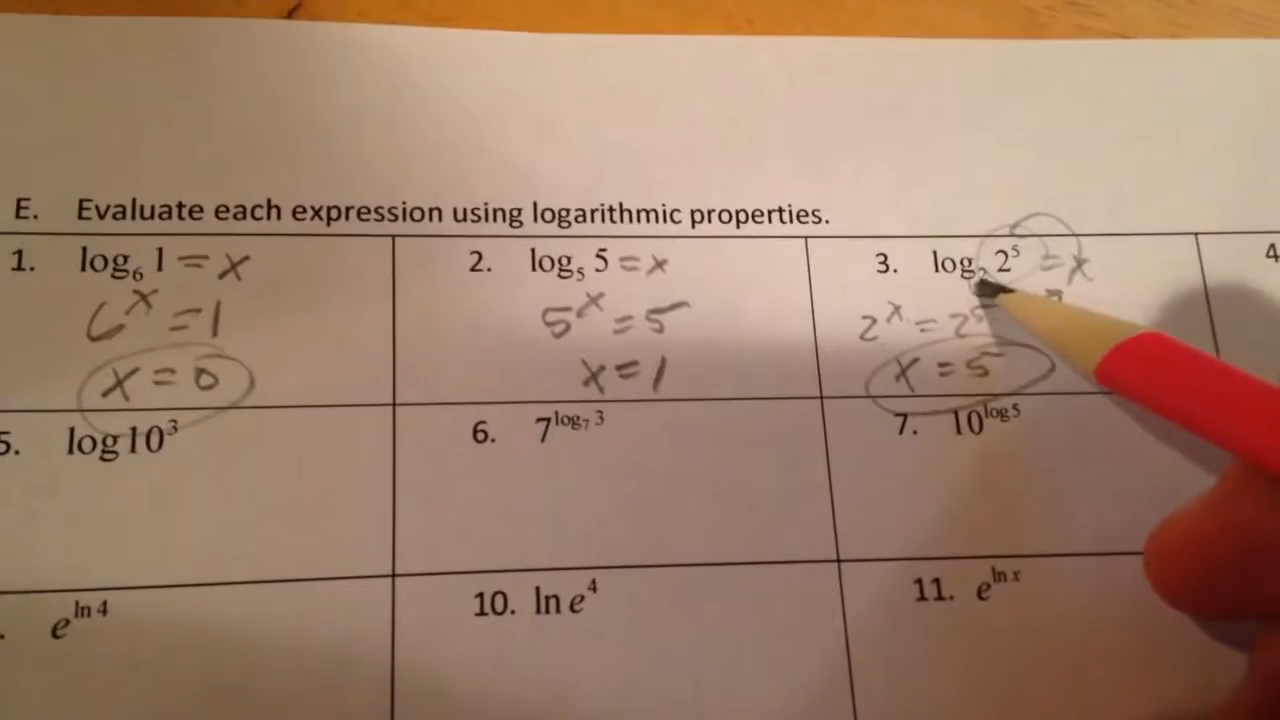 E. Evaluate each expression using logarithmic properties.
1. log₆ 1 = x
6ˣ = 1
x = 0
2. log₅ 5 = x
5ˣ = 5
x = 1
3. log₂ 2⁵ = x
2ˣ = 2⁵
x = 5
4
5. log 10³
6. 7^(log₇ 3)
7. 10^(log 5)
. e^(ln 4)
10. ln e⁴
11. e^(ln x)